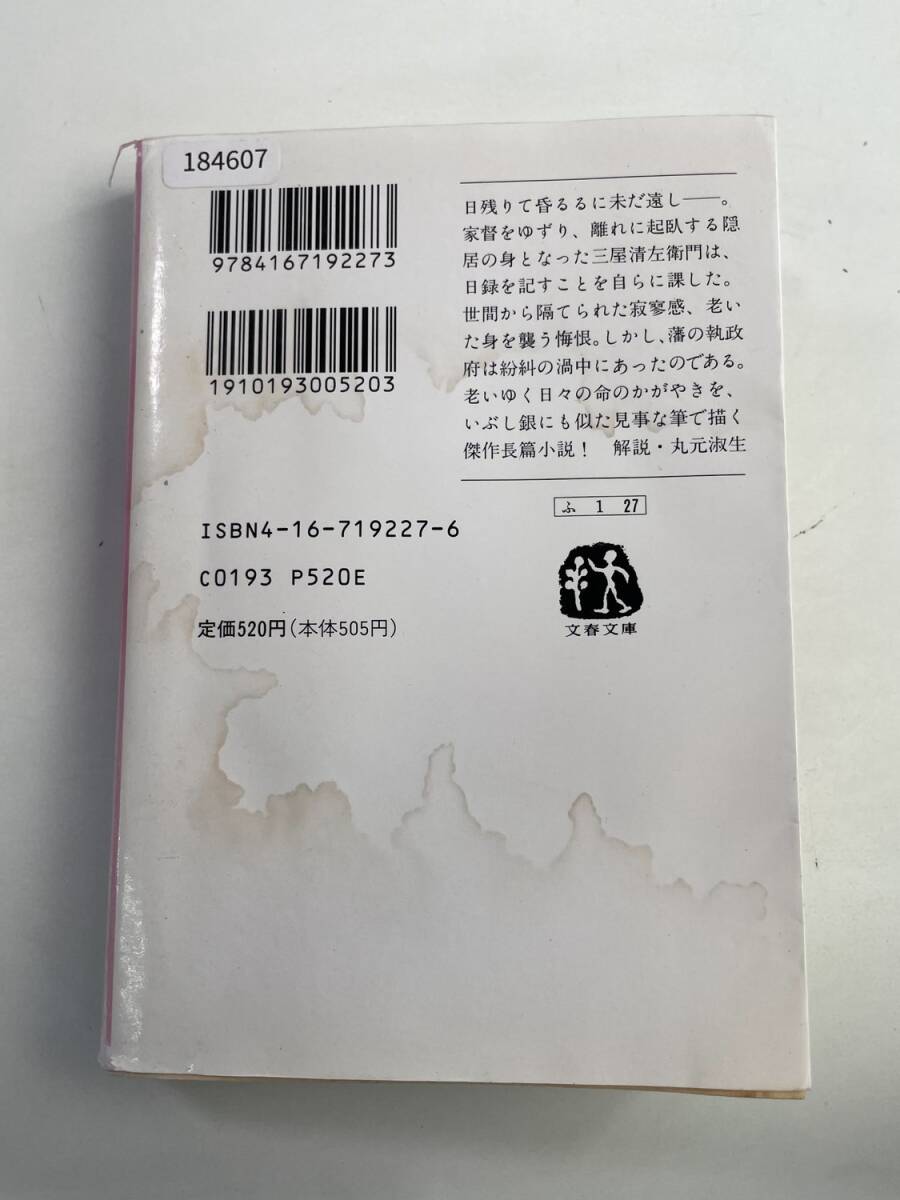 184607
9784167192273
1910193005203
日残りて昏るるに未だ遠し――。
家督をゆずり、離れに起臥する隠
居の身となった三屋清左衛門は、
日録を記すことを自らに課した。
世間から隔てられた寂寥感、老い
た身を襲う悔恨。しかし、藩の執政
府は紛糾の渦中にあったのである。
老いゆく日々の命のかがやきを、
いぶし銀にも似た見事な筆で描く
傑作長篇小説！　解説・丸元淑生
ISBN4-16-719227-6
C0193 P520E
定価520円(本体505円)
ふ 1 27
文春文庫